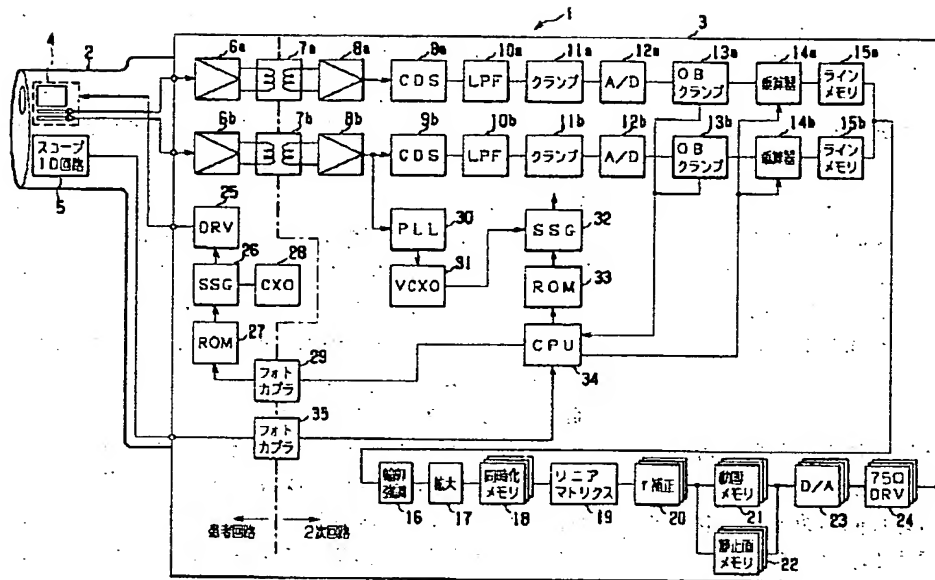 1
2
3
6a
7a
8a
9a
10a
11a
12a
13a
14a
15a
CDS
LPF
クランプ
A/D
OB
クランプ
乗算器
ライン
メモリ
6b
7b
8b
9b
10b
11b
12b
13b
14b
15b
CDS
LPF
クランプ
A/D
OB
クランプ
乗算器
ライン
メモリ
スコープ
ID回路
5
25
DRV
26
SSG
28
CXO
27
ROM
29
フォト
カプラ
35
フォト
カプラ
30
PLL
31
VCXO
32
SSG
33
ROM
CPU
34
輪郭
強調
16
拡大
17
同時化
メモリ
18
リニア
マトリクス
19
γ補正
20
動画
メモリ
21
静止画
メモリ
22
D/A
23
75Ω
DRV
24
患者回路
2次回路